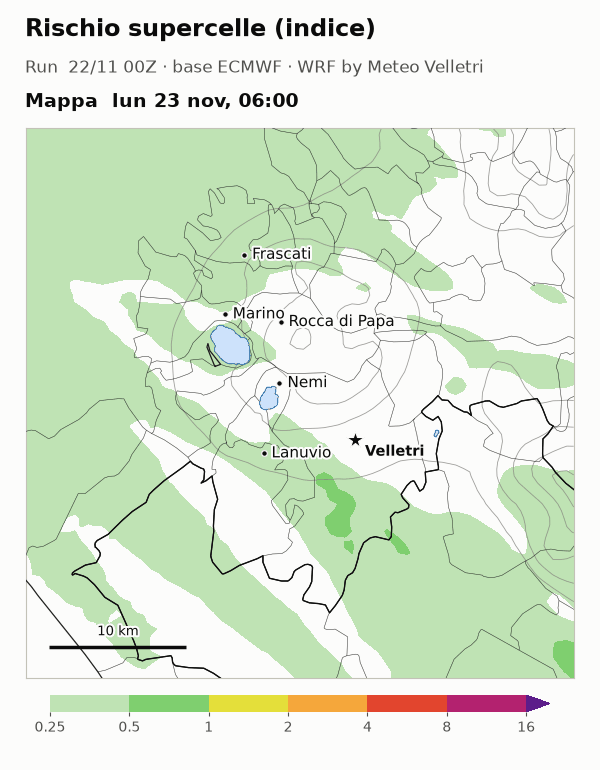 Rischio supercelle (indice)
Run  22/11 00Z · base ECMWF · WRF by Meteo Velletri
Mappa  lun 23 nov, 06:00
Frascati
Marino
Rocca di Papa
Nemi
Velletri
Lanuvio
10 km
0.25 0.5 1 2 4 8 16